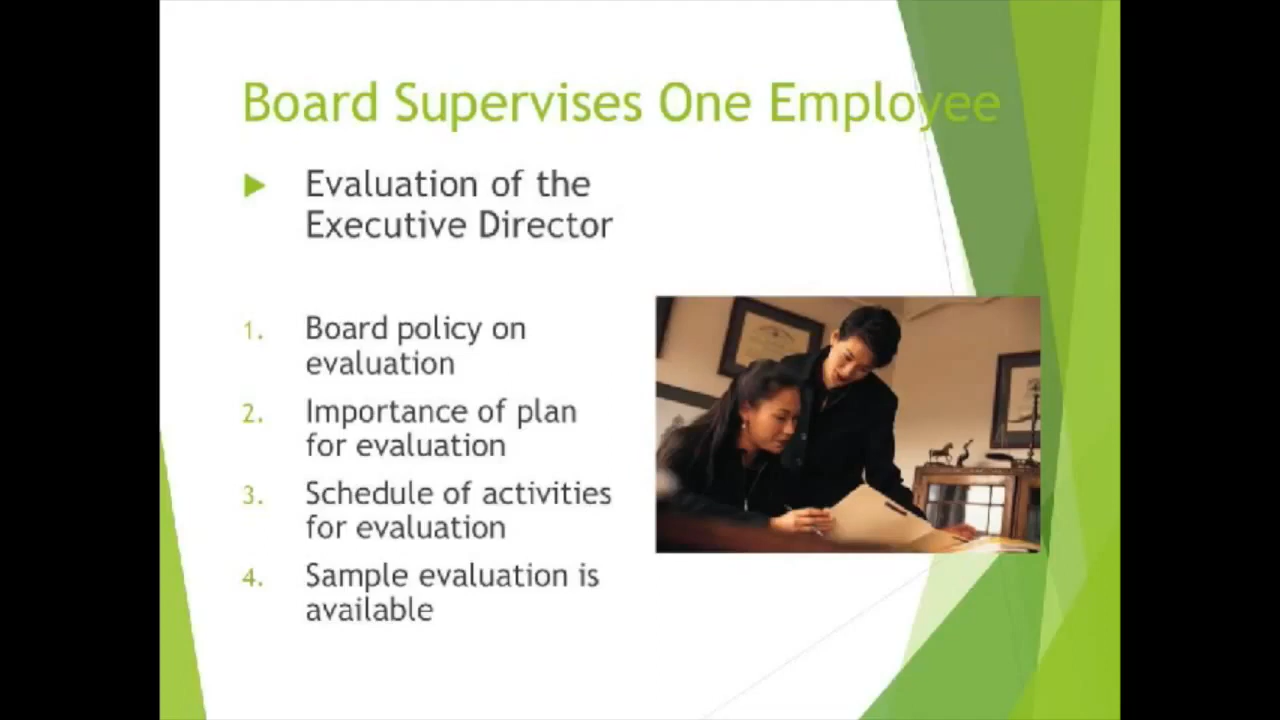 Board Supervises One Employee
Evaluation of the
Executive Director
1. Board policy on
evaluation
2. Importance of plan
for evaluation
3. Schedule of activities
for evaluation
4. Sample evaluation is
available